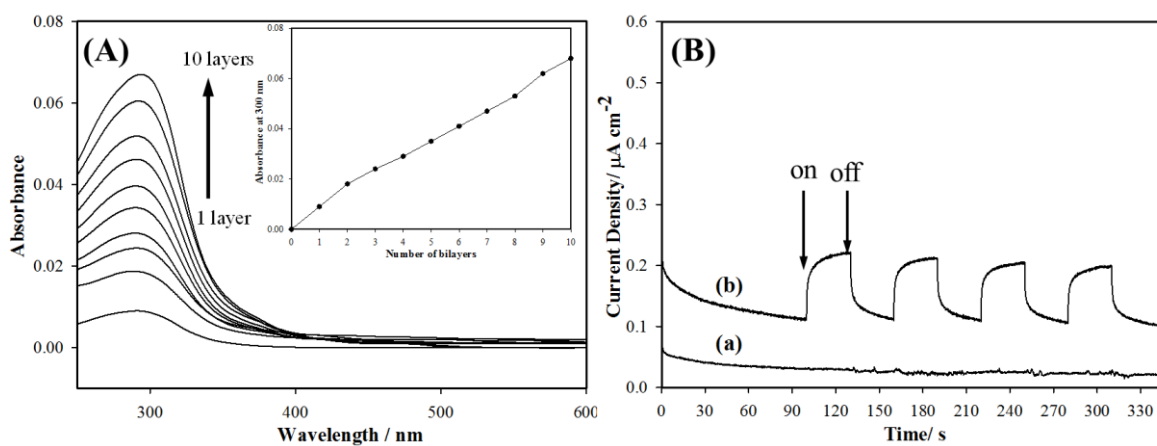 (A)
10 layers
1 layer
0.08
0.06
0.04
0.02
0.00
Absorbance
300
400
500
600
Wavelength / nm
0.08
0.06
0.04
0.02
0.00
Absorbance at 300 nm
0 1 2 3 4 5 6 7 8 9 10
Number of bilayers
(B)
0.6
0.5
0.4
0.3
0.2
0.1
0.0
Current Density/ µA cm-2
on
off
(b)
(a)
0 30 60 90 120 150 180 210 240 270 300 330
Time/ s